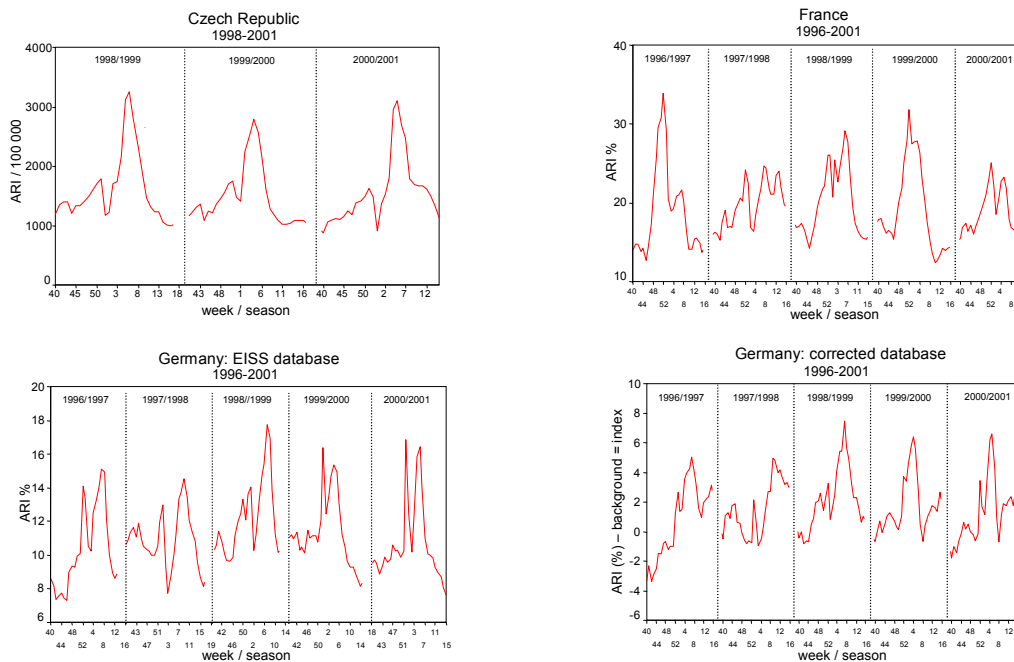 Czech Republic
1998-2001
4000
3000
2000
1000
0
ARI / 100 000
1998/1999 1999/2000 2000/2001
40 45 50 3 8 13 18 43 48 1 6 11 16 40 45 50 2 7 12
week / season
France
1996-2001
40
30
20
10
ARI %
1996/1997 1997/1998 1998/1999 1999/2000 2000/2001
40 48 4 12 40 48 4 12 40 48 3 11 40 48 4 12 40 48 4
44 52 8 16 44 52 8 16 44 52 7 15 44 52 8 16 44 52 8
week / season
Germany: EISS database
1996-2001
20
18
16
14
12
10
8
6
ARI %
1996/1997 1997/1998 1998//1999 1999/2000 2000/2001
40 48 4 12 43 51 7 15 42 50 6 14 46 2 10 18 47 3 11
44 52 8 16 47 3 11 19 46 2 10 42 50 6 14 43 51 7 15
week / season
Germany: corrected database
1996-2001
10
8
6
4
2
0
-2
-4
-6
ARI (%) – background = index
1996/1997 1997/1998 1998/1999 1999/2000 2000/2001
40 48 4 12 40 48 4 12 40 48 4 12 40 48 4 12 40 48 4 12
44 52 8 16 44 52 8 16 44 52 8 16 44 52 8 16 44 52 8
week / season